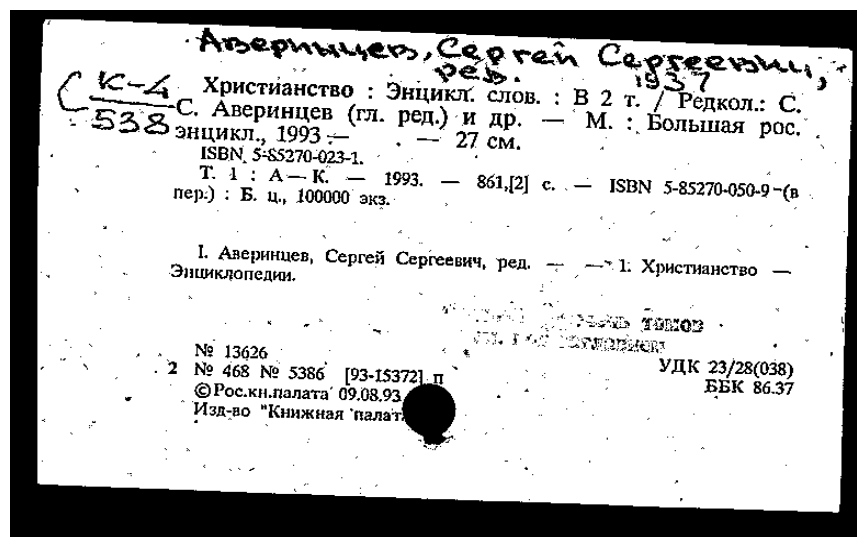 Аверинцев, Сергей Сергеевич,
ред. 1937
К-4
538
Христианство : Энцикл. слов. : В 2 т. / Редкол.: С.
С. Аверинцев (гл. ред.) и др. — М. : Большая рос.
энцикл., 1993 — . — 27 см.
ISBN 5-85270-023-1.
Т. 1 : А—К. — 1993. — 861,[2] с. — ISBN 5-85270-050-9 (в
пер.) : Б. ц., 100000 экз.
I. Аверинцев, Сергей Сергеевич, ред. — — 1. Христианство —
Энциклопедии.
томов
№ 13626
2 № 468 № 5386 [93-15372] п
УДК 23/28(038)
ББК 86.37
©Рос.кн.палата 09.08.93
Изд-во "Книжная палат